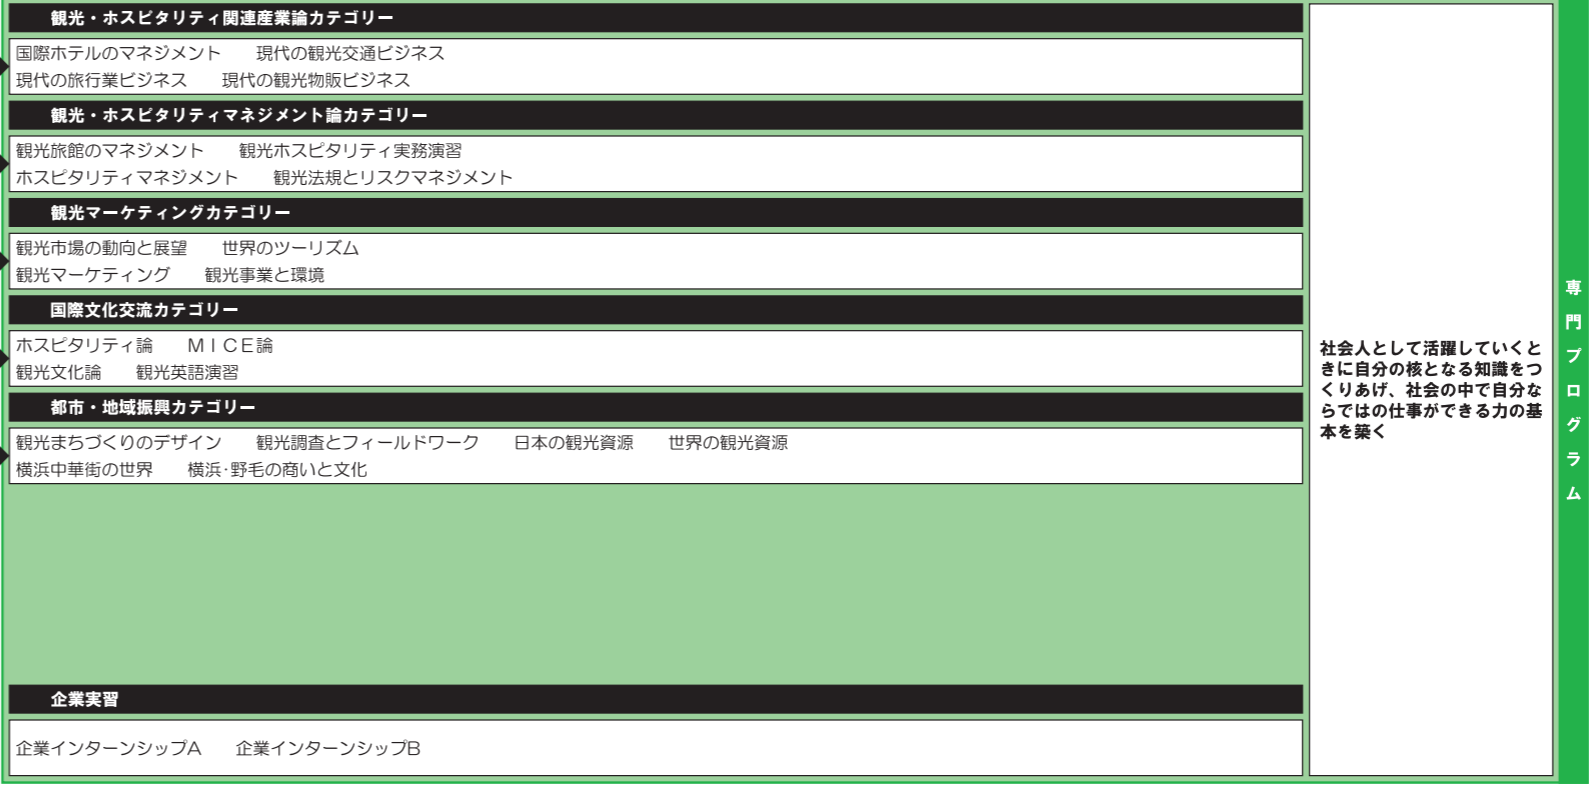 観光・ホスピタリティ関連産業論カテゴリー
国際ホテルのマネジメント　　現代の観光交通ビジネス
現代の旅行業ビジネス　　現代の観光物販ビジネス
観光・ホスピタリティマネジメント論カテゴリー
観光旅館のマネジメント　　観光ホスピタリティ実務演習
ホスピタリティマネジメント　　観光法規とリスクマネジメント
観光マーケティングカテゴリー
観光市場の動向と展望　　世界のツーリズム
観光マーケティング　　観光事業と環境
国際文化交流カテゴリー
ホスピタリティ論　　ＭＩＣＥ論
観光文化論　　観光英語演習
都市・地域振興カテゴリー
観光まちづくりのデザイン　　観光調査とフィールドワーク　　日本の観光資源　　世界の観光資源
横浜中華街の世界　　横浜・野毛の商いと文化
企業実習
企業インターンシップA　　企業インターンシップB
社会人として活躍していくと
きに自分の核となる知識をつ
くりあげ、社会の中で自分な
らではの仕事ができる力の基
本を築く
専門プログラム